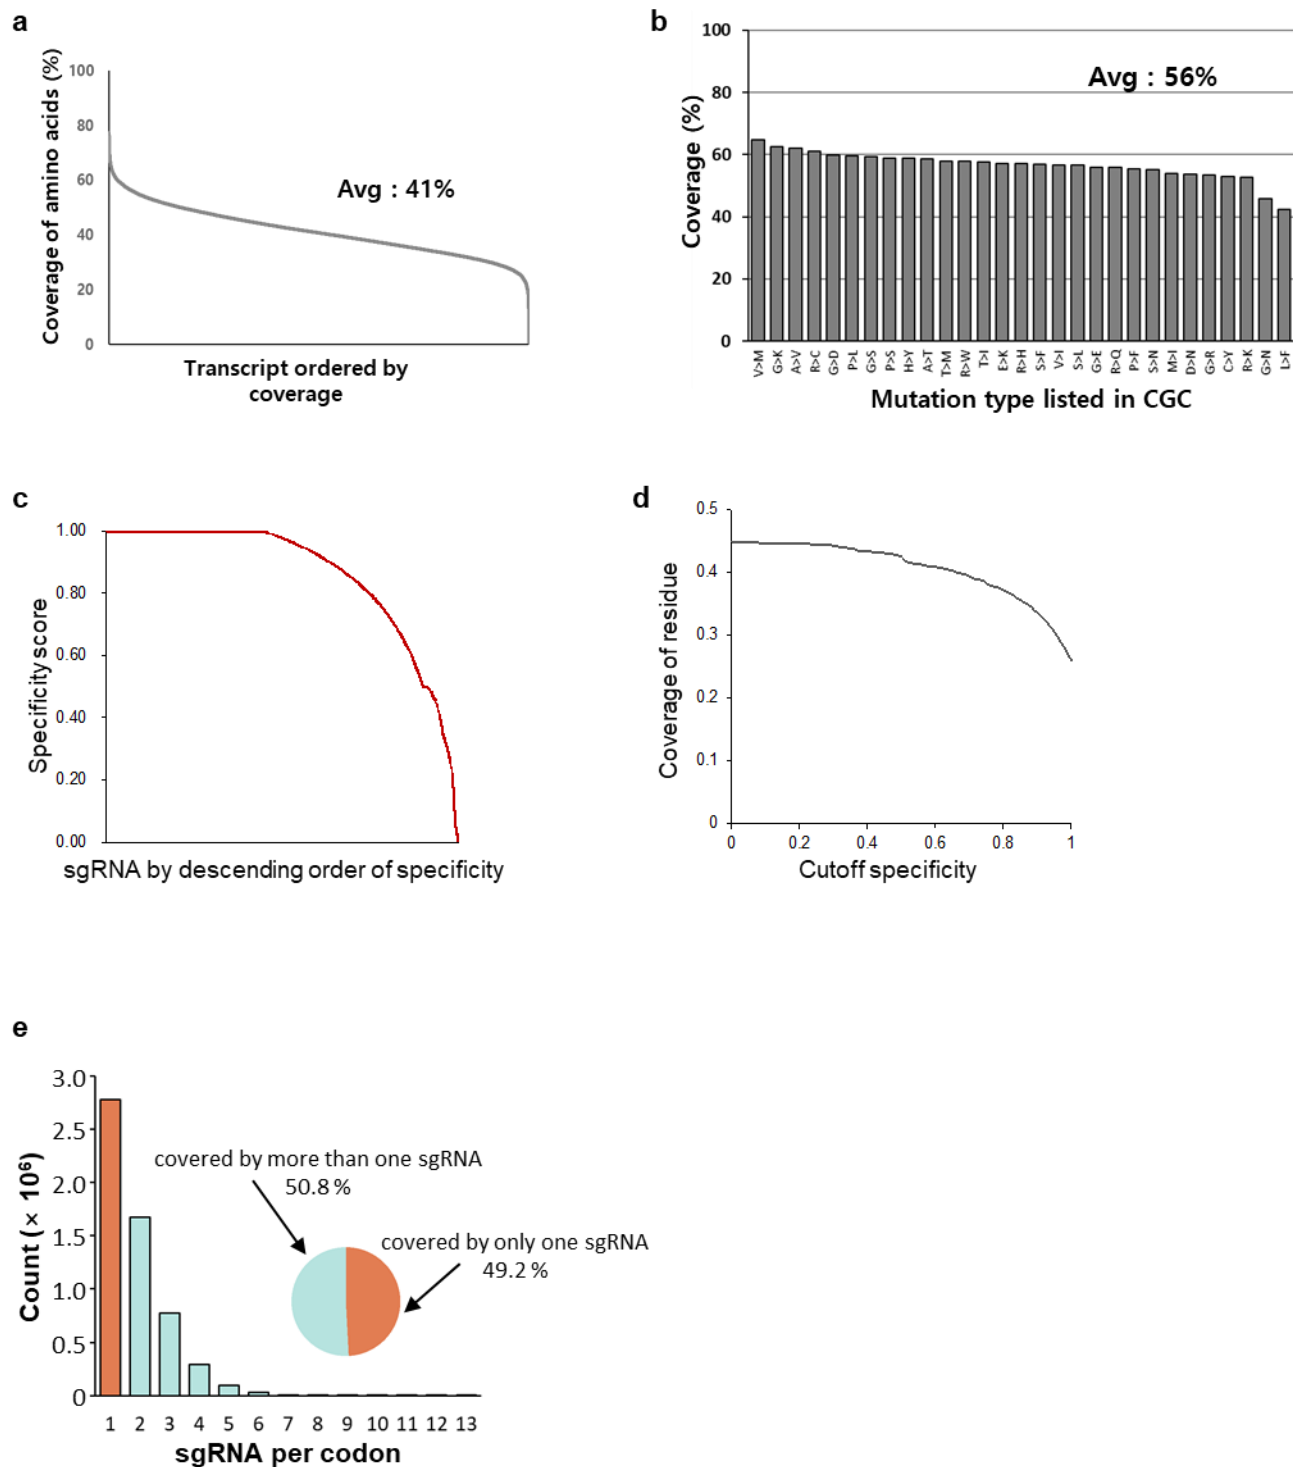 a
Coverage of amino acids (%)
100
80
60
40
20
0
Avg : 41%
Transcript ordered by
coverage
b
Coverage (%)
100
80
60
40
20
0
Avg : 56%
V>M G>K A>V R>C G>D P>L G>S P>S H>Y A>T T>M R>W T>I E>K R>H S>F V>I S>L G>E R>Q P>F S>N M>I D>N G>R C>Y R>K G>N L>F
Mutation type listed in CGC
c
Specificity score
1.00
0.80
0.60
0.40
0.20
0.00
sgRNA by descending order of specificity
d
Coverage of residue
0.5
0.4
0.3
0.2
0.1
0
0 0.2 0.4 0.6 0.8 1
Cutoff specificity
e
Count (× 10⁶)
3.0
2.5
2.0
1.5
1.0
0.5
0
covered by more than one sgRNA
50.8 %
covered by only one sgRNA
49.2 %
1 2 3 4 5 6 7 8 9 10 11 12 13
sgRNA per codon